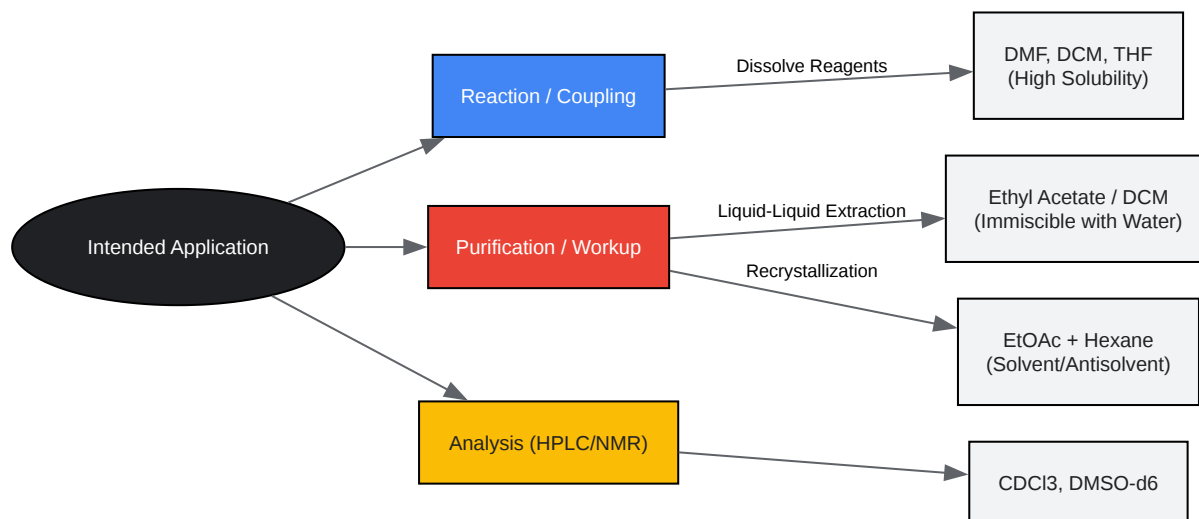 Intended Application
Reaction / Coupling
Dissolve Reagents
DMF, DCM, THF
(High Solubility)
Purification / Workup
Liquid-Liquid Extraction
Ethyl Acetate / DCM
(Immiscible with Water)
Recrystallization
EtOAc + Hexane
(Solvent/Antisolvent)
Analysis (HPLC/NMR)
CDCl3, DMSO-d6